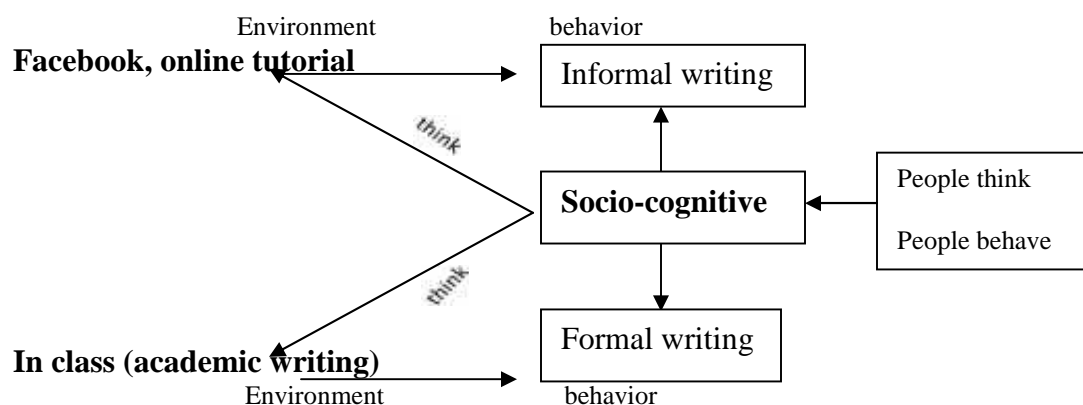 Environment behavior
Facebook, online tutorial
Informal writing
think
People think
Socio-cognitive
People behave
think
Formal writing
In class (academic writing)
Environment behavior